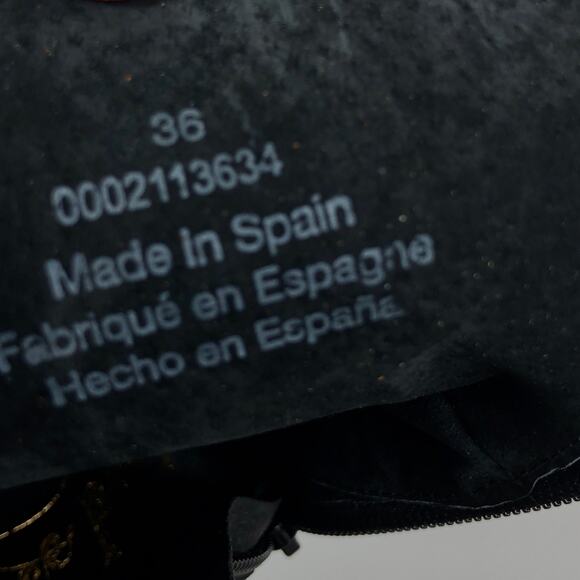 36
0002113634
Made in Spain
Fabriqué en Espagne
Hecho en España